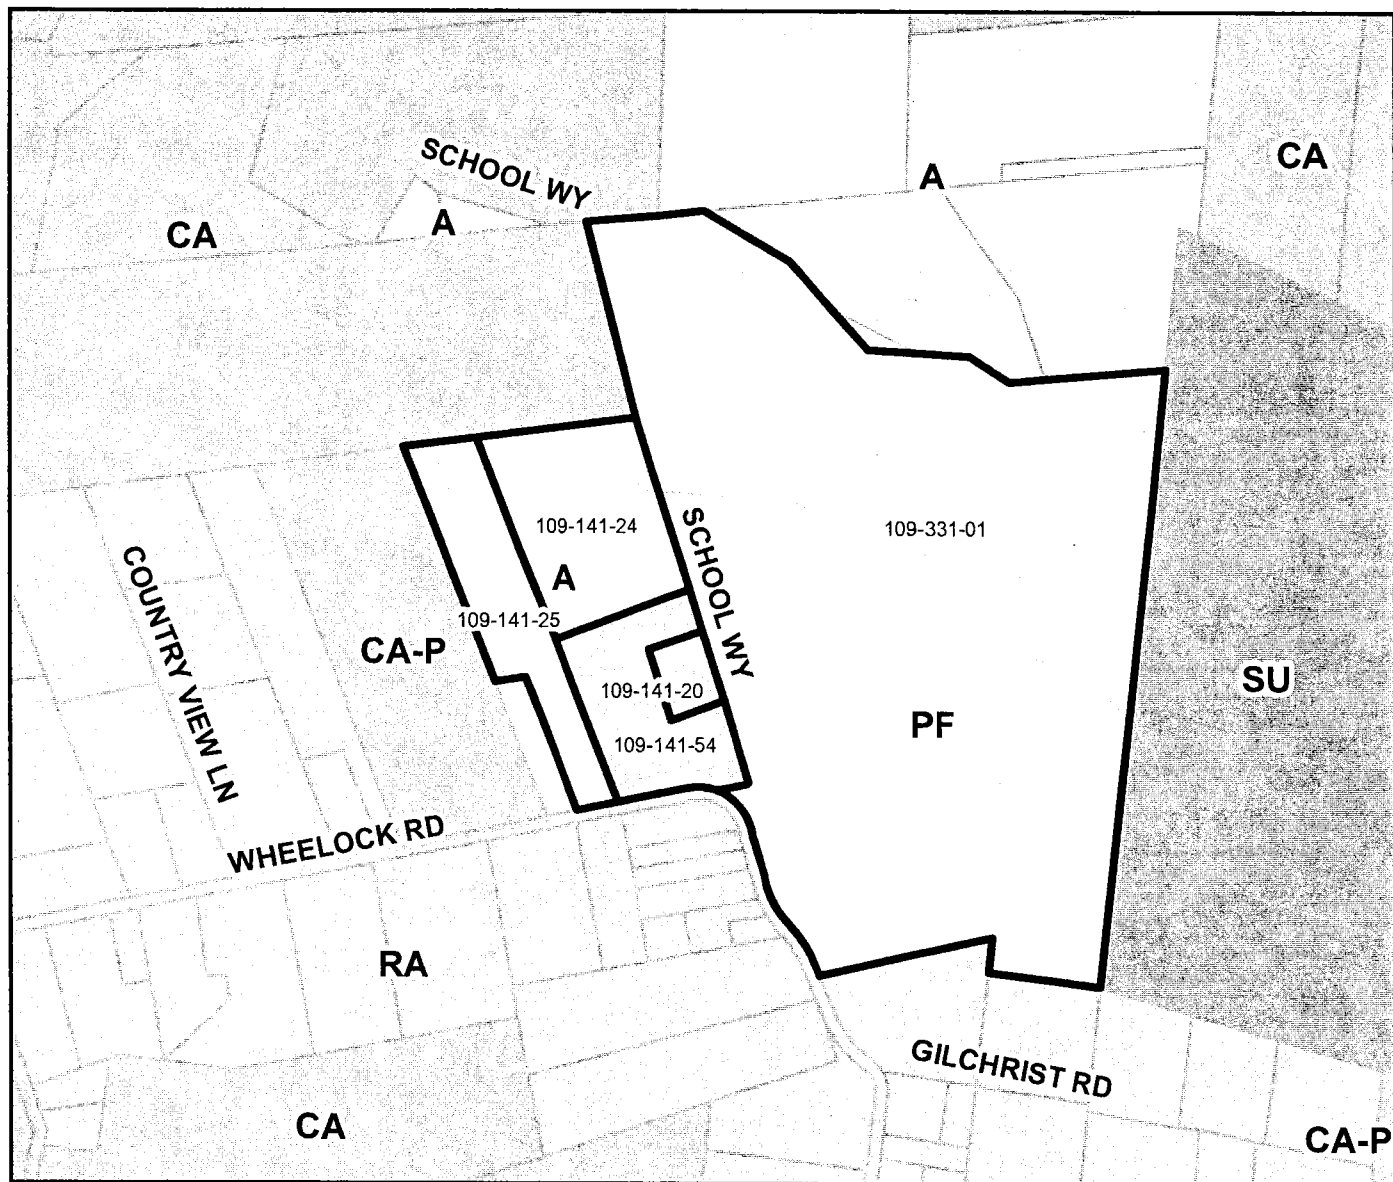 SCHOOL WY
CA
A
CA
A
109-141-24
SCHOOL WY
109-331-01
A
COUNTRY VIEW LN
109-141-25
CA-P
109-141-20
SU
PF
109-141-54
WHEELOCK RD
RA
GILCHRIST RD
CA
CA-P